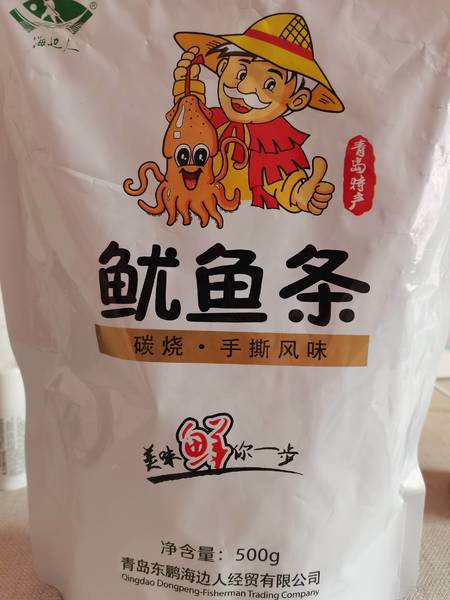 海边人
®
青岛特产
鱿鱼条
碳烧·手撕风味
美味鲜你一步
净含量：500g
青岛东鹏海边人经贸有限公司
Qingdao Dongpeng-Fisherman Trading Company